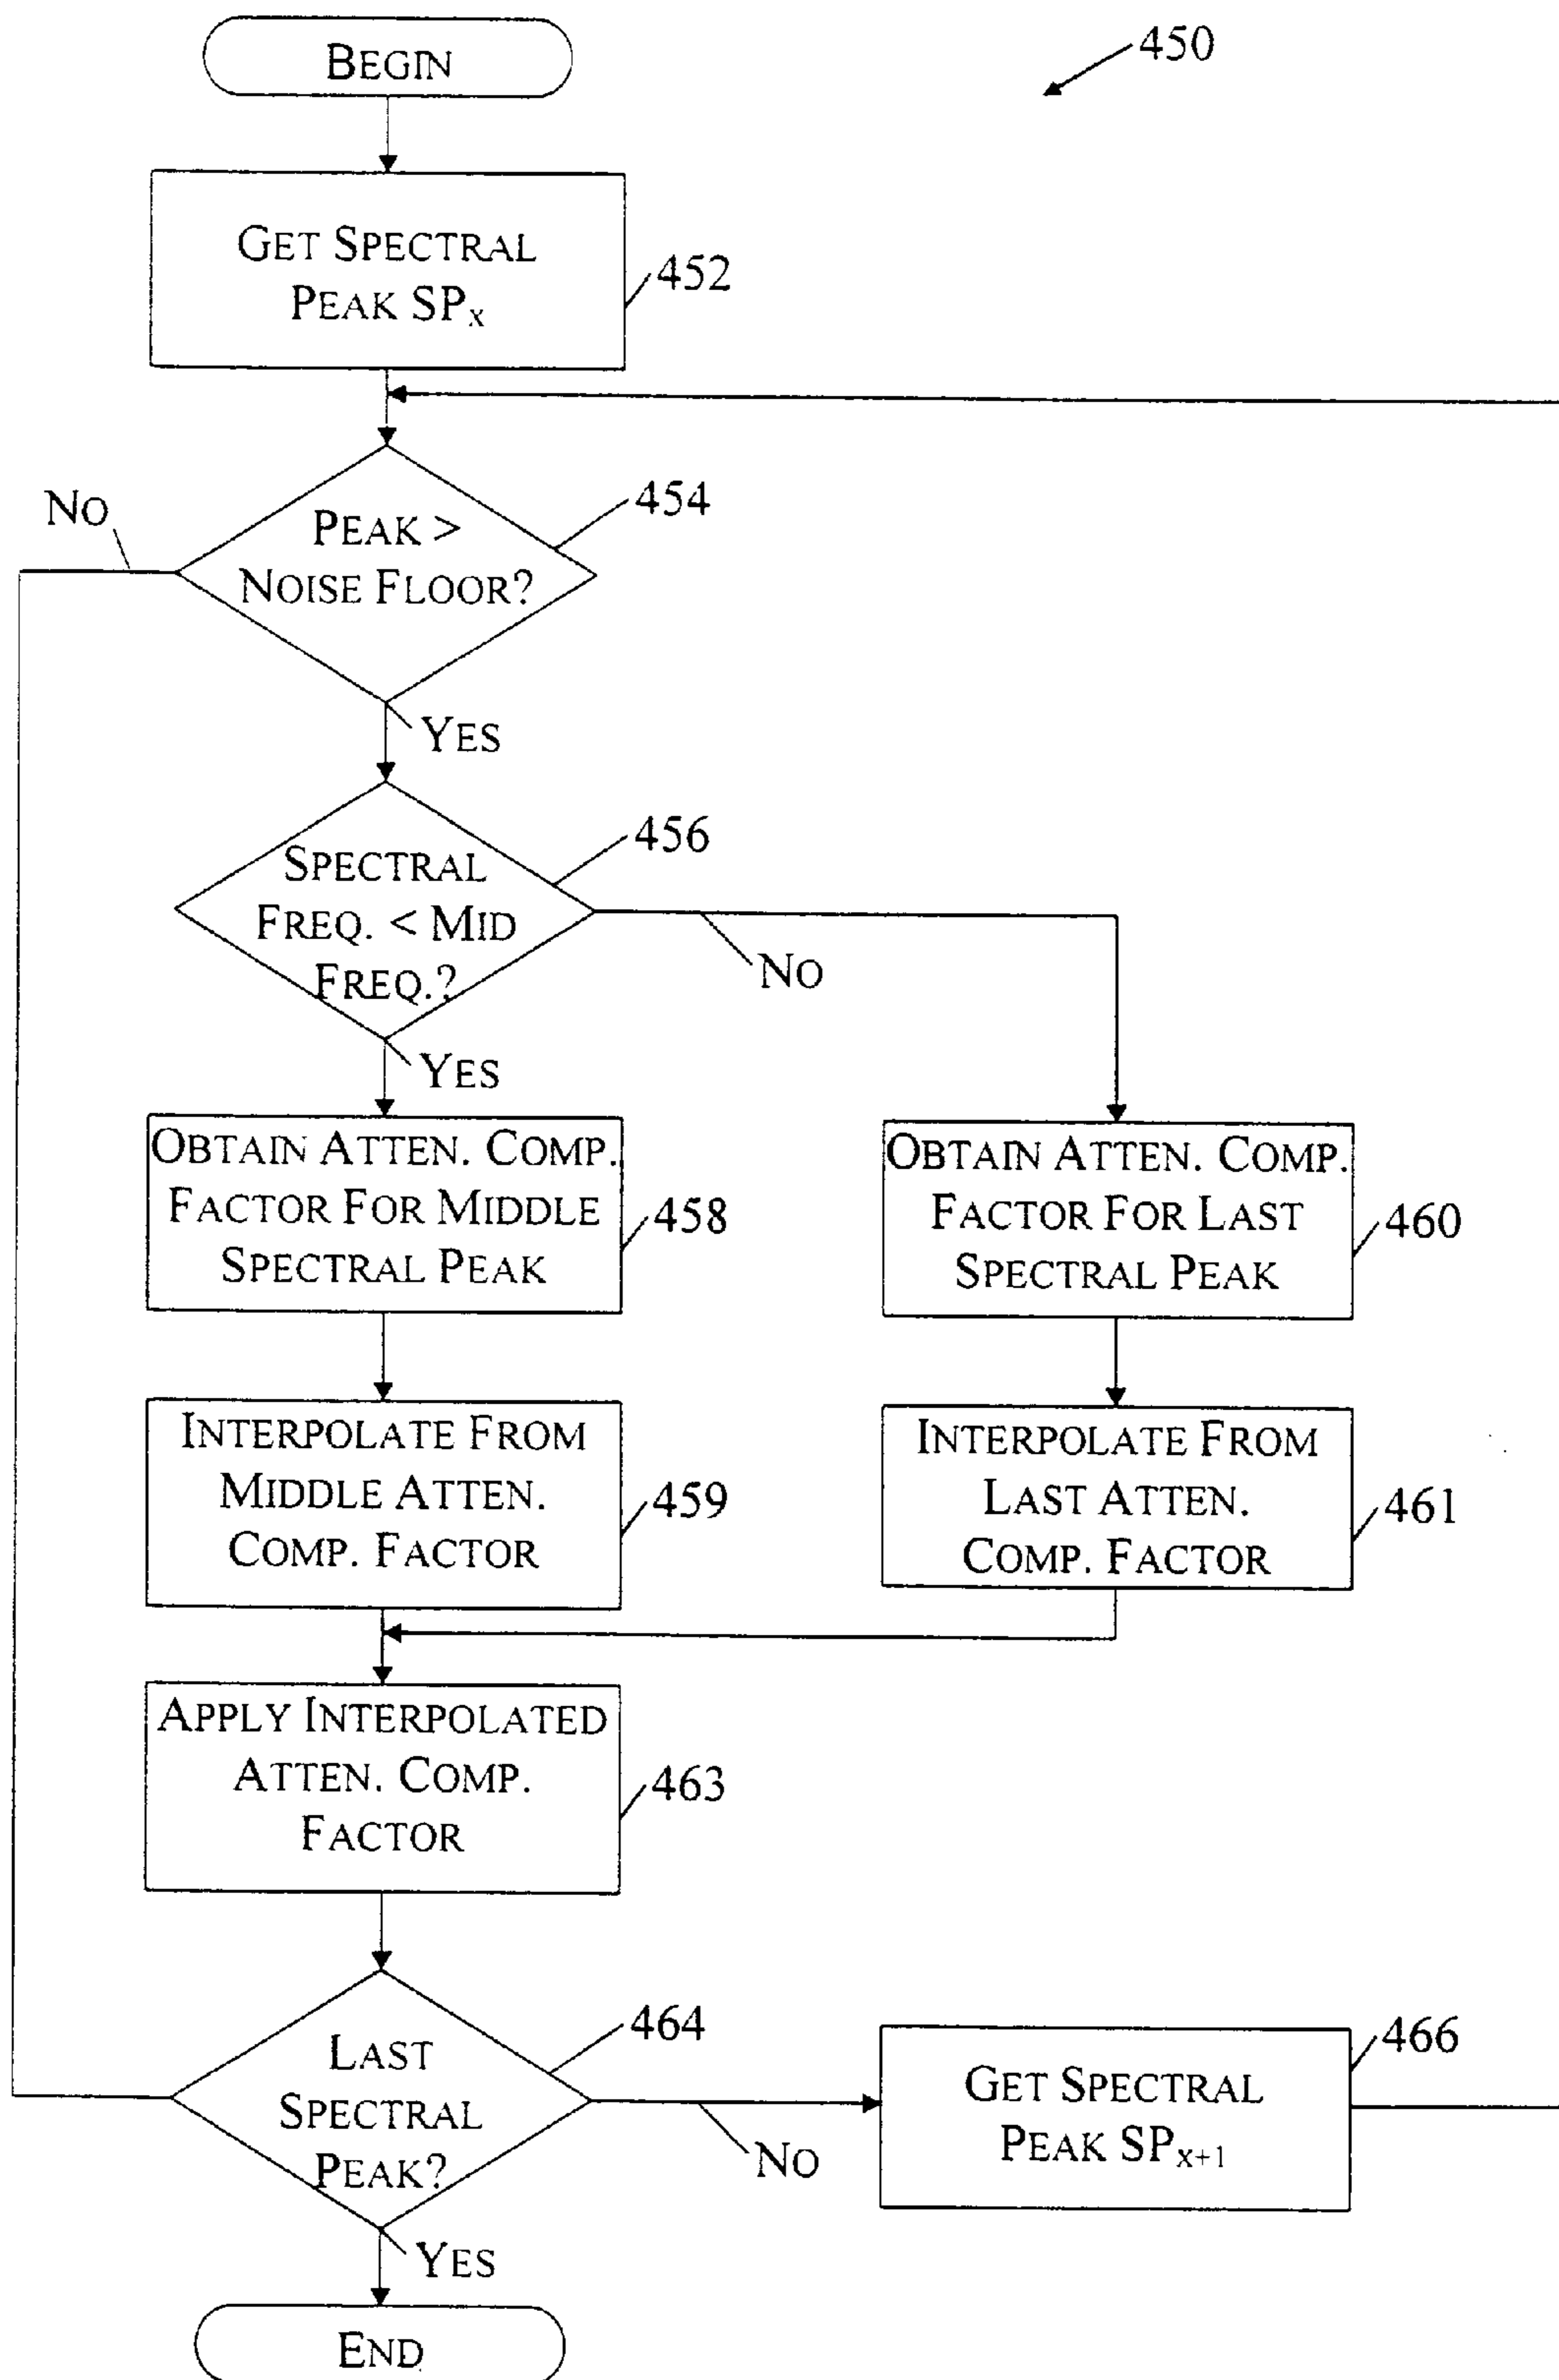 BEGIN
450
GET SPECTRAL
PEAK SPx
452
PEAK >
NOISE FLOOR?
454
NO
YES
SPECTRAL
FREQ. < MID
FREQ.?
456
NO
YES
OBTAIN ATTEN. COMP.
FACTOR FOR MIDDLE
SPECTRAL PEAK
458
OBTAIN ATTEN. COMP.
FACTOR FOR LAST
SPECTRAL PEAK
460
INTERPOLATE FROM
MIDDLE ATTEN.
COMP. FACTOR
459
INTERPOLATE FROM
LAST ATTEN.
COMP. FACTOR
461
APPLY INTERPOLATED
ATTEN. COMP.
FACTOR
463
LAST
SPECTRAL
PEAK?
464
NO
YES
GET SPECTRAL
PEAK SPx+1
466
END